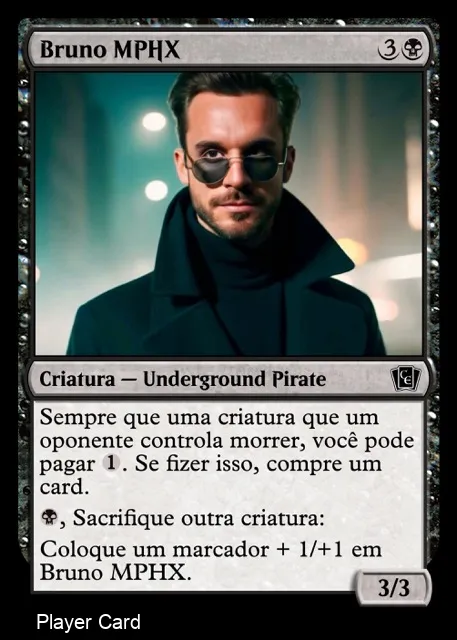 Bruno MPHX
3
Criatura — Underground Pirate
CE
Sempre que uma criatura que um
oponente controla morrer, você pode
pagar 1. Se fizer isso, compre um
card.
, Sacrifique outra criatura:
Coloque um marcador + 1/+1 em
Bruno MPHX.
3/3
Player Card